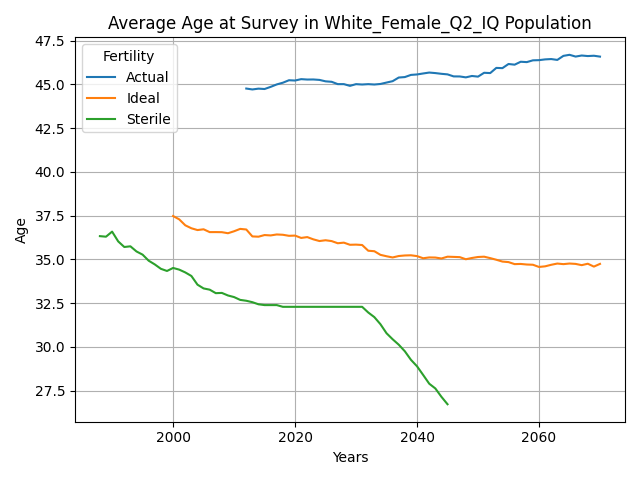 Average Age at Survey in White_Female_Q2_IQ Population
47.5
45.0
42.5
40.0
37.5
35.0
32.5
30.0
27.5
Age
Fertility
Actual
Ideal
Sterile
2000 2020 2040 2060
Years